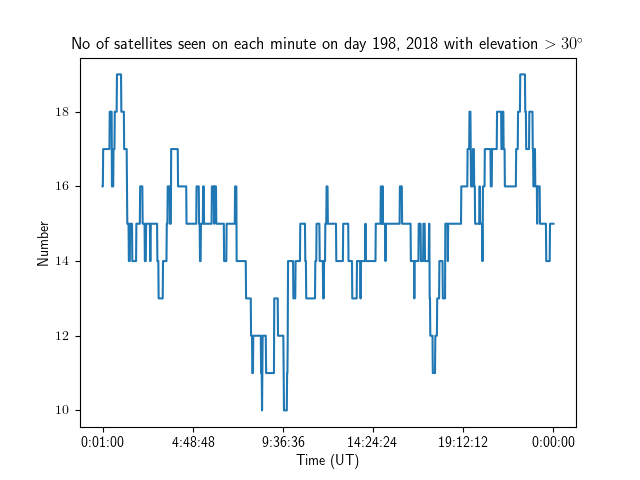 No of satellites seen on each minute on day 198, 2018 with elevation > 30°
18
16
14
12
10
Number
0:01:00 4:48:48 9:36:36 14:24:24 19:12:12 0:00:00
Time (UT)